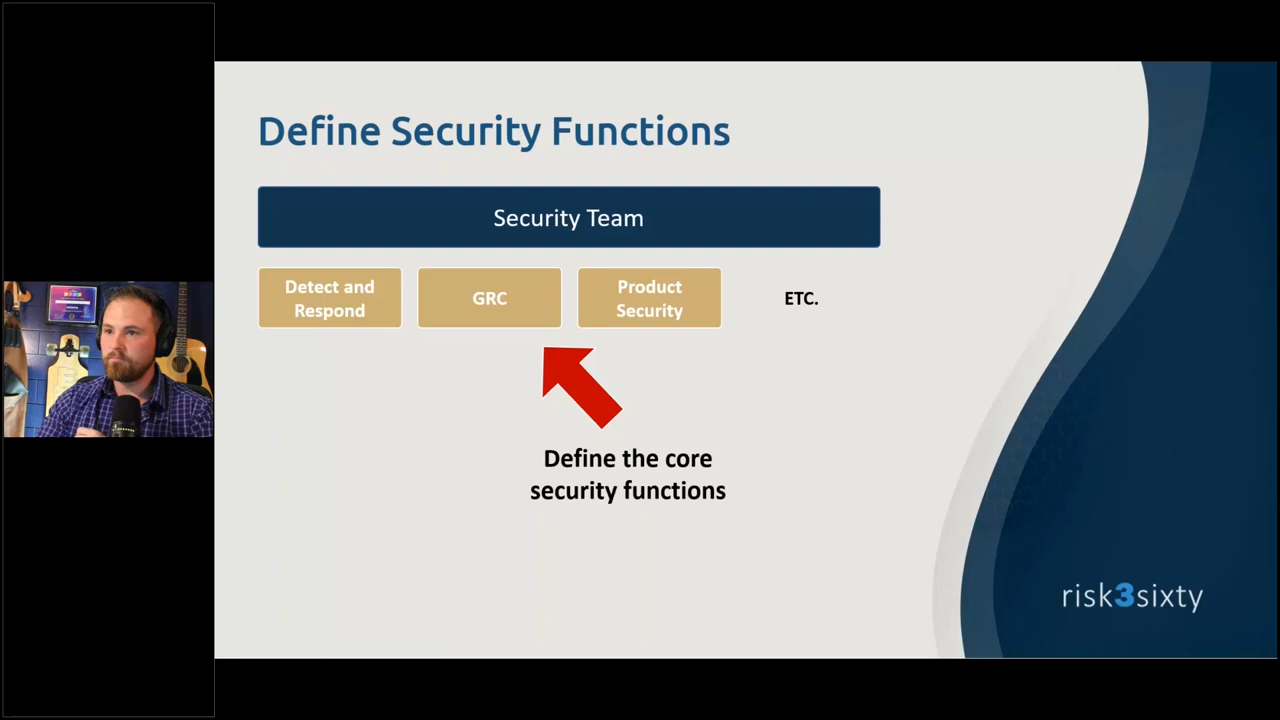 Define Security Functions
Security Team
Detect and
Respond
GRC
Product
Security
ETC.
Define the core
security functions
risk3sixty